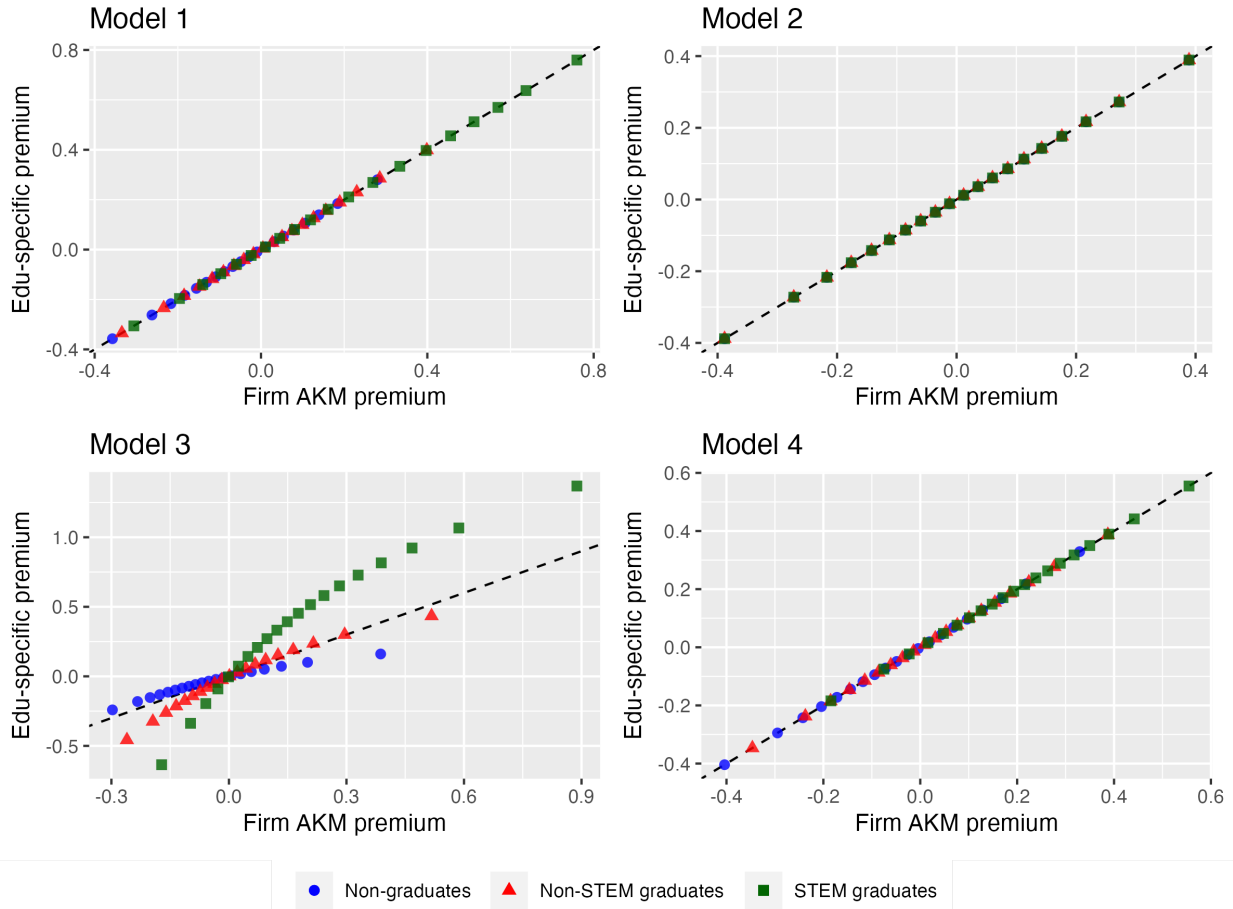 Model 1
Edu-specific premium
0.8
0.4
0.0
-0.4
-0.4
0.0
0.4
0.8
Firm AKM premium
Model 2
Edu-specific premium
0.4
0.2
0.0
-0.2
-0.4
-0.4
-0.2
0.0
0.2
0.4
Firm AKM premium
Model 3
Edu-specific premium
1.0
0.5
0.0
-0.5
-0.3
0.0
0.3
0.6
0.9
Firm AKM premium
Model 4
Edu-specific premium
0.6
0.4
0.2
0.0
-0.2
-0.4
-0.4
-0.2
0.0
0.2
0.4
0.6
Firm AKM premium
Non-graduates
Non-STEM graduates
STEM graduates